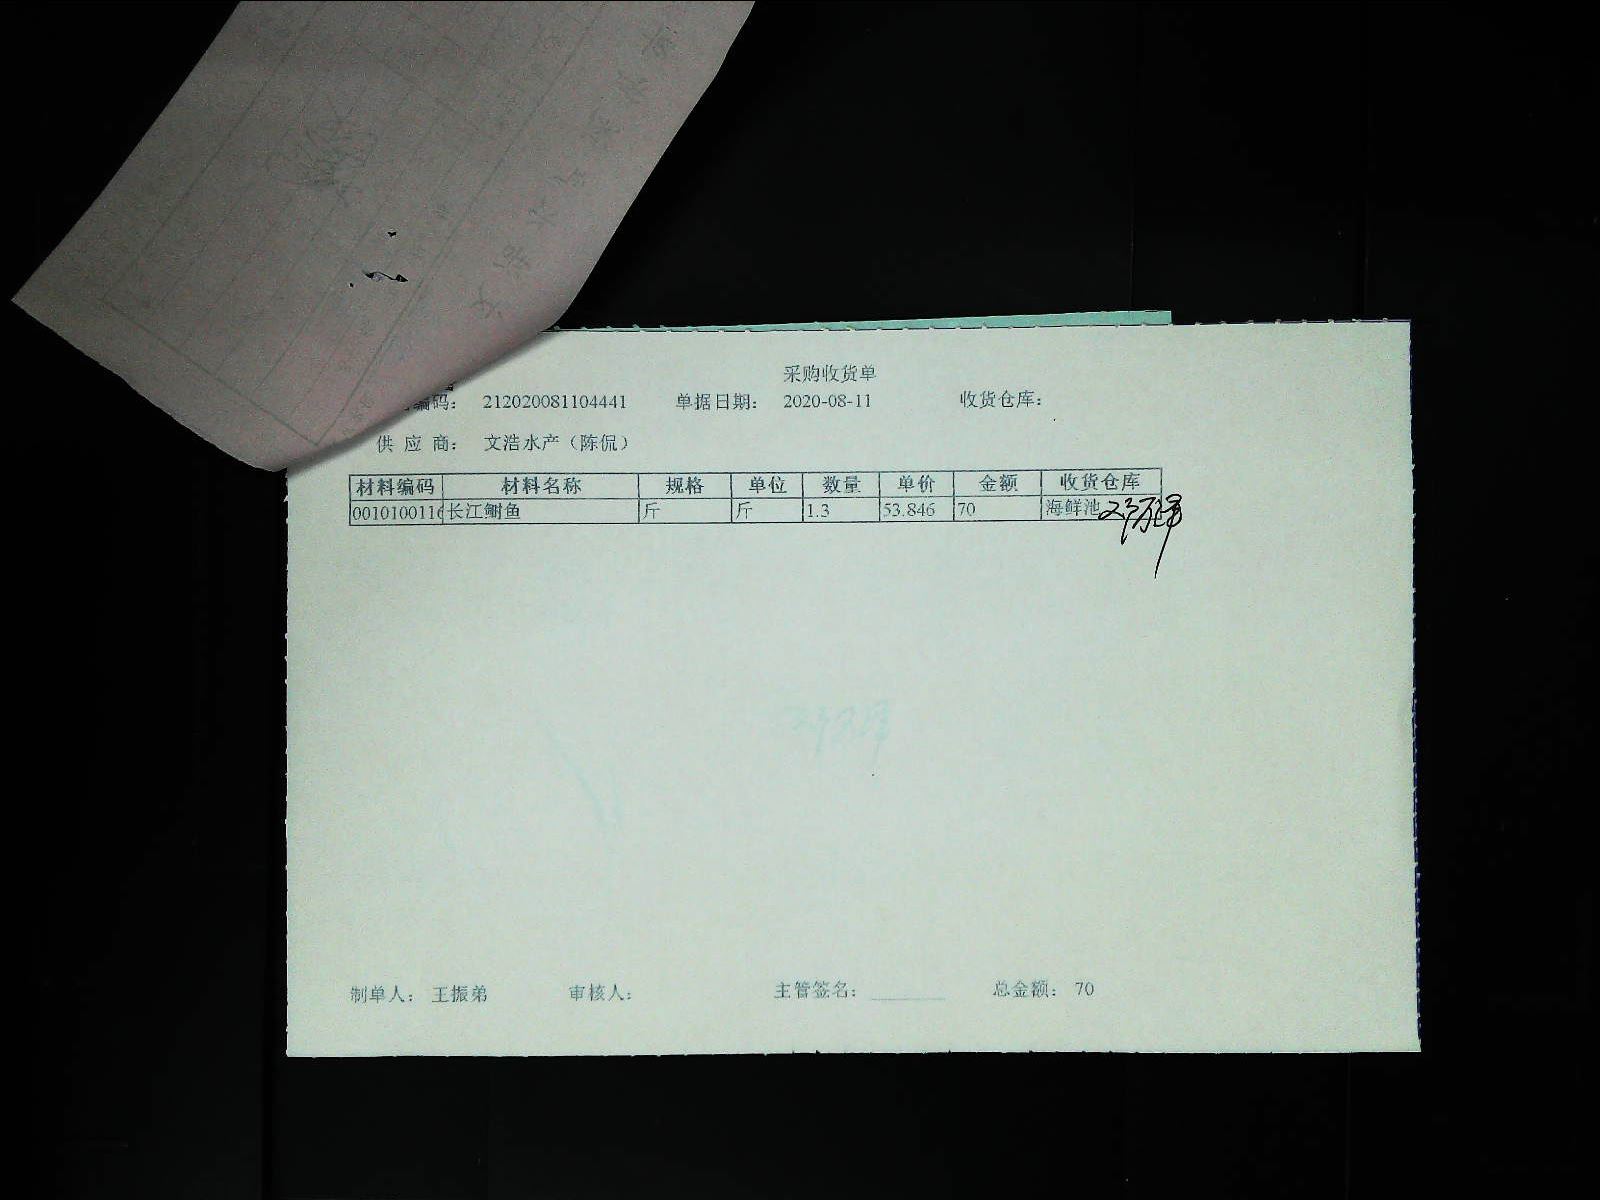 采购收货单
编码： 212020081104441 单据日期： 2020-08-11 收货仓库：
供 应 商： 文浩水产（陈侃）
材料编码 材料名称 规格 单位 数量 单价 金额 收货仓库
0010100116 长江鮰鱼 斤 斤 1.3 53.846 70 海鲜池
制单人： 王振弟 审核人： 主管签名： 总金额： 70